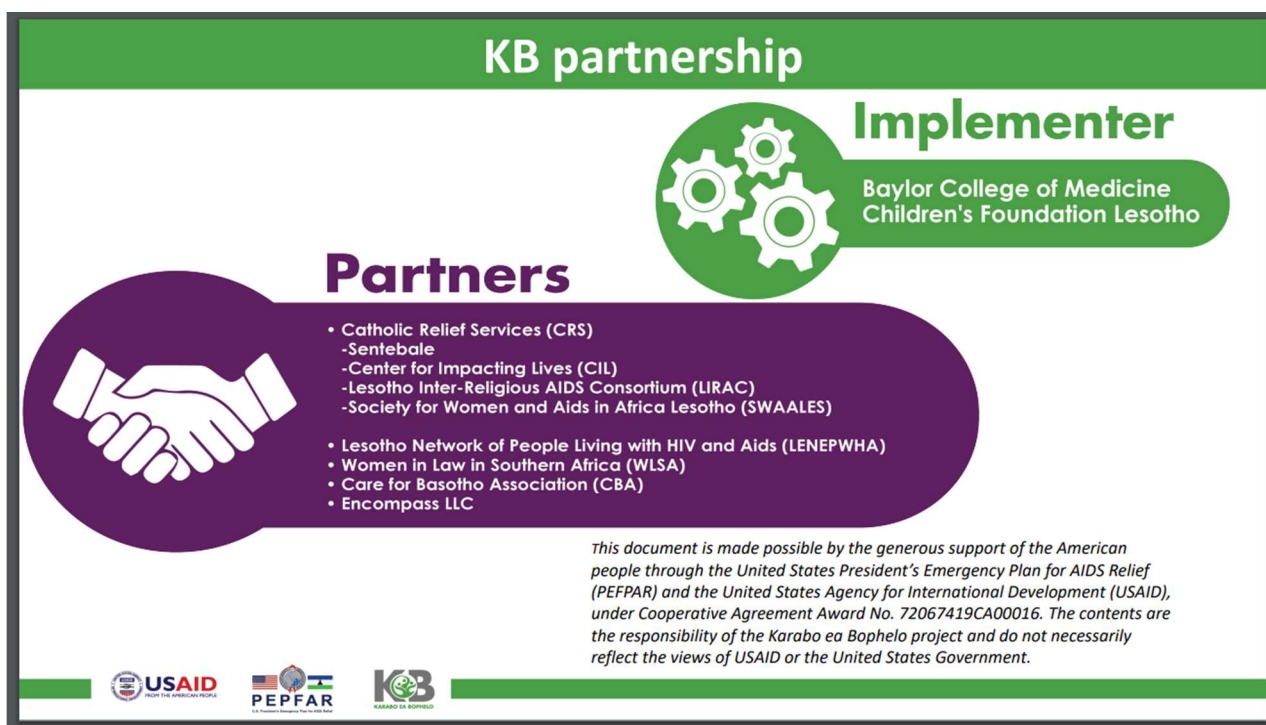 KB partnership
Implementer
Baylor College of Medicine
Children's Foundation Lesotho
Partners
• Catholic Relief Services (CRS)
-Sentebale
-Center for Impacting Lives (CIL)
-Lesotho Inter-Religious AIDS Consortium (LIRAC)
-Society for Women and Aids in Africa Lesotho (SWAALES)
• Lesotho Network of People Living with HIV and Aids (LENEPWHA)
• Women in Law in Southern Africa (WLSA)
• Care for Basotho Association (CBA)
• Encompass LLC
This document is made possible by the generous support of the American
people through the United States President's Emergency Plan for AIDS Relief
(PEFPAR) and the United States Agency for International Development (USAID),
under Cooperative Agreement Award No. 72067419CA00016. The contents are
the responsibility of the Karabo ea Bophelo project and do not necessarily
reflect the views of USAID or the United States Government.
USAID
FROM THE AMERICAN PEOPLE
PEPFAR
U.S. President's Emergency Plan for AIDS Relief
KB
KARABO EA BOPHELO